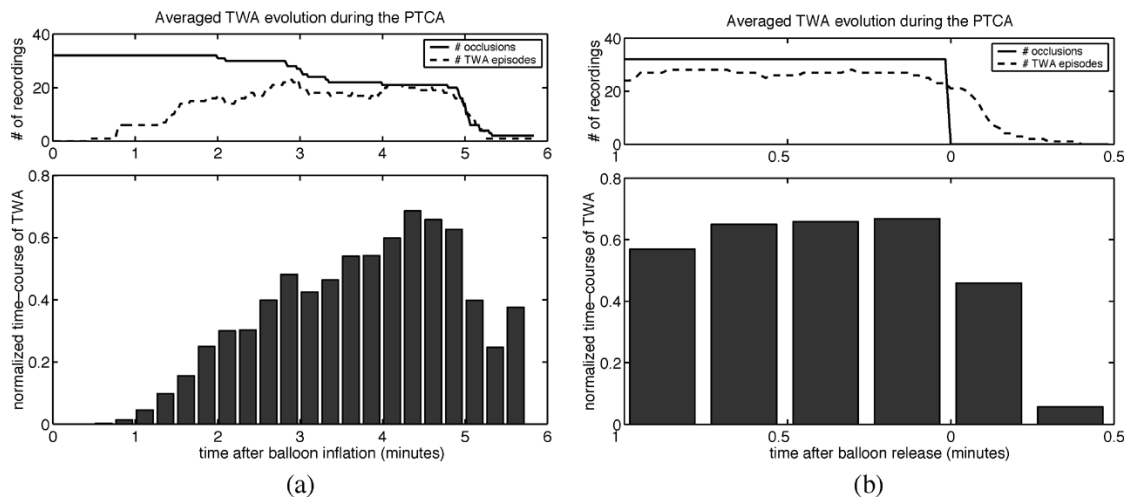 Averaged TWA evolution during the PTCA
# of recordings
40
20
0
# occlusions
# TWA episodes
0 1 2 3 4 5 6
normalized time-course of TWA
0.8
0.6
0.4
0.2
0
0 1 2 3 4 5 6
time after balloon inflation (minutes)
(a)
Averaged TWA evolution during the PTCA
# of recordings
40
20
0
# occlusions
# TWA episodes
1 0.5 0 0.5
normalized time-course of TWA
0.8
0.6
0.4
0.2
0
1 0.5 0 0.5
time after balloon release (minutes)
(b)